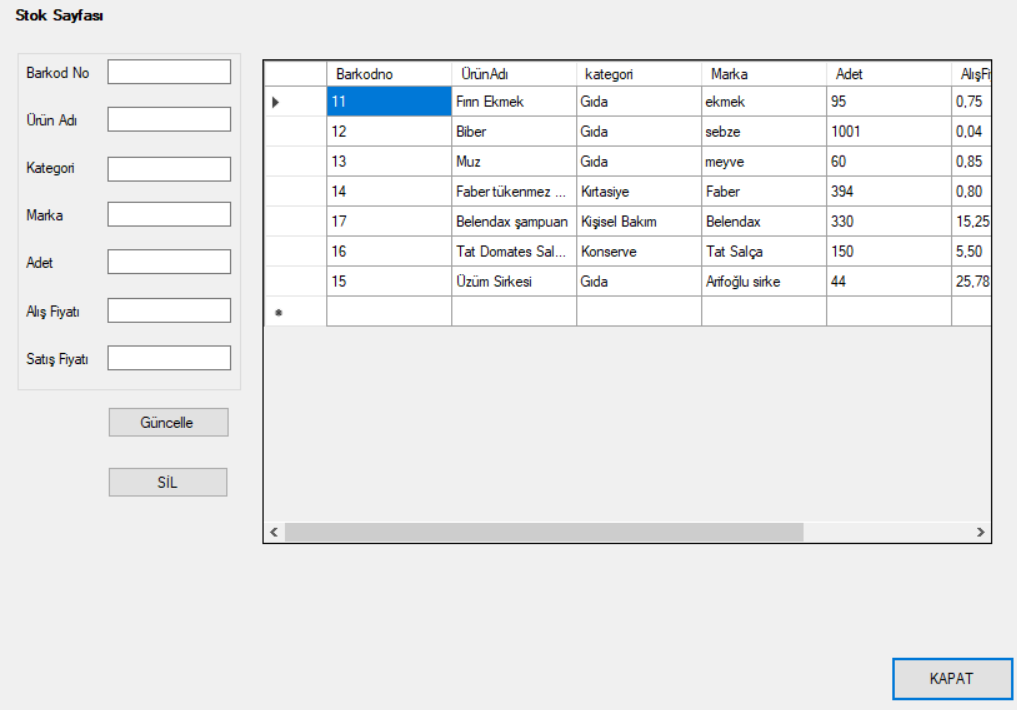 Stok Sayfası
Barkod No
Ürün Adı
Kategori
Marka
Adet
Alış Fiyatı
Satış Fiyatı
Güncelle
SİL
Barkodno ÜrünAdı kategori Marka Adet AlışFi
11 Fırın Ekmek Gıda ekmek 95 0,75
12 Biber Gıda sebze 1001 0,04
13 Muz Gıda meyve 60 0,85
14 Faber tükenmez ... Kırtasiye Faber 394 0,80
17 Belendax şampuan Kişisel Bakım Belendax 330 15,25
16 Tat Domates Sal... Konserve Tat Salça 150 5,50
15 Üzüm Sirkesi Gıda Arifoğlu sirke 44 25,78
KAPAT